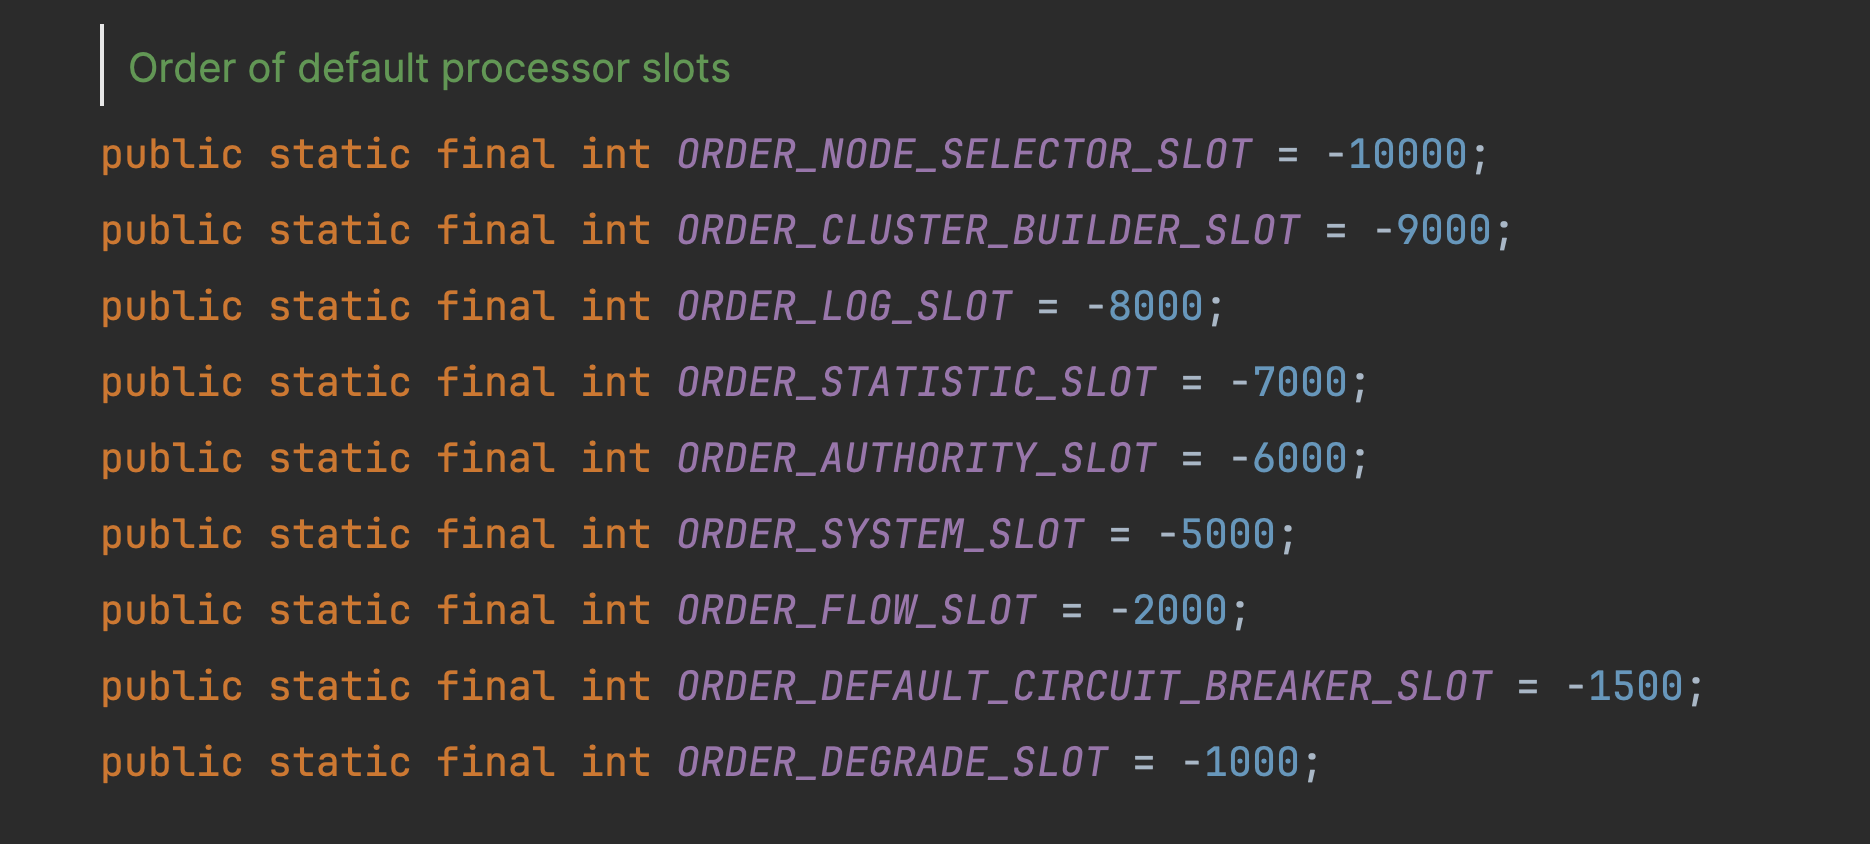 Order of default processor slots
public static final int ORDER_NODE_SELECTOR_SLOT = -10000;
public static final int ORDER_CLUSTER_BUILDER_SLOT = -9000;
public static final int ORDER_LOG_SLOT = -8000;
public static final int ORDER_STATISTIC_SLOT = -7000;
public static final int ORDER_AUTHORITY_SLOT = -6000;
public static final int ORDER_SYSTEM_SLOT = -5000;
public static final int ORDER_FLOW_SLOT = -2000;
public static final int ORDER_DEFAULT_CIRCUIT_BREAKER_SLOT = -1500;
public static final int ORDER_DEGRADE_SLOT = -1000;